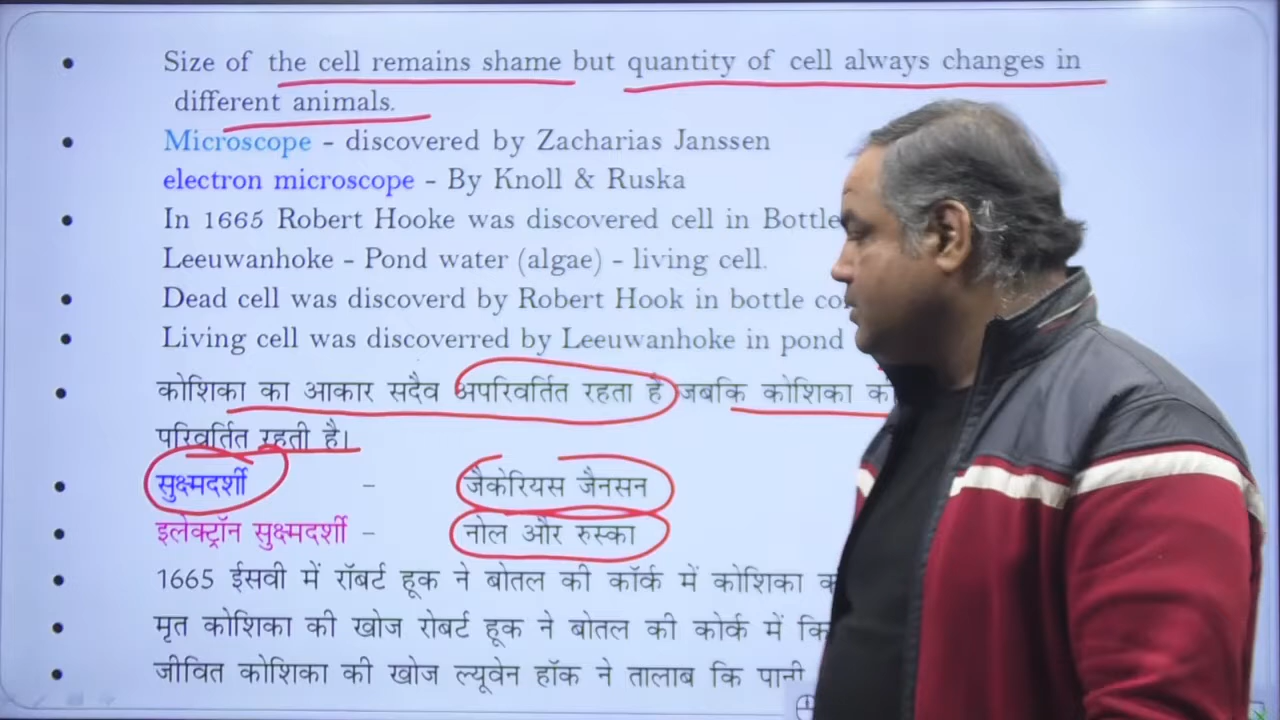 Size of the cell remains shame but quantity of cell always changes in
different animals.
Microscope - discovered by Zacharias Janssen
electron microscope - By Knoll & Ruska
In 1665 Robert Hooke was discovered cell in Bottle
Leeuwanhoke - Pond water (algae) - living cell.
Dead cell was discoverd by Robert Hook in bottle
Living cell was discoverred by Leeuwanhoke in pond
कोशिका का आकार सदैव अपरिवर्तित रहता है जबकि कोशिका
परिवर्तित रहती है।
सुक्ष्मदर्शी - जैकेरियस जैनसन
इलेक्ट्रॉन सुक्ष्मदर्शी - नोल और रुस्का
1665 ईसवी में रॉबर्ट हूक ने बोतल की कॉर्क में कोशिका
मृत कोशिका की खोज रोबर्ट हूक ने बोतल की कोर्क में
जीवित कोशिका की खोज ल्यूवेन हॉक ने तालाब कि पानी